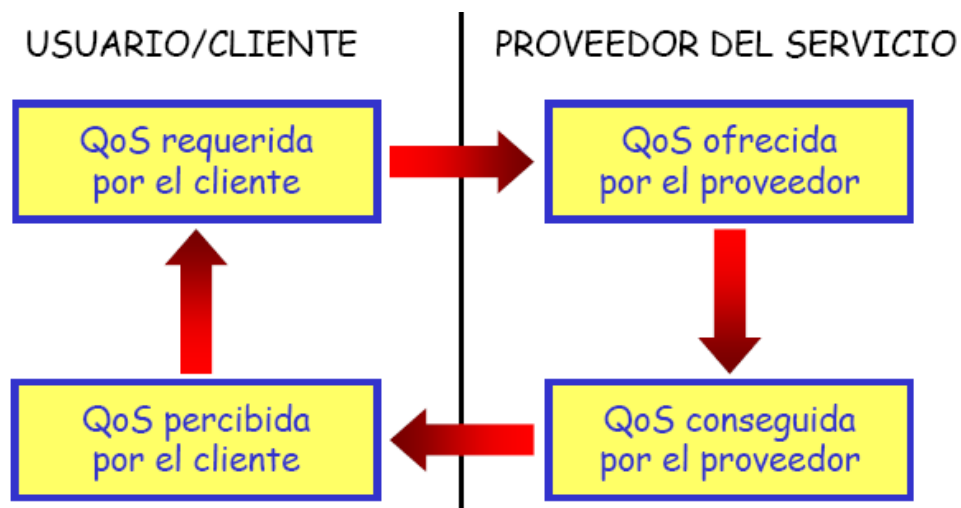 USUARIO/CLIENTE
PROVEEDOR DEL SERVICIO
QoS requerida
por el cliente
QoS ofrecida
por el proveedor
QoS percibida
por el cliente
QoS conseguida
por el proveedor